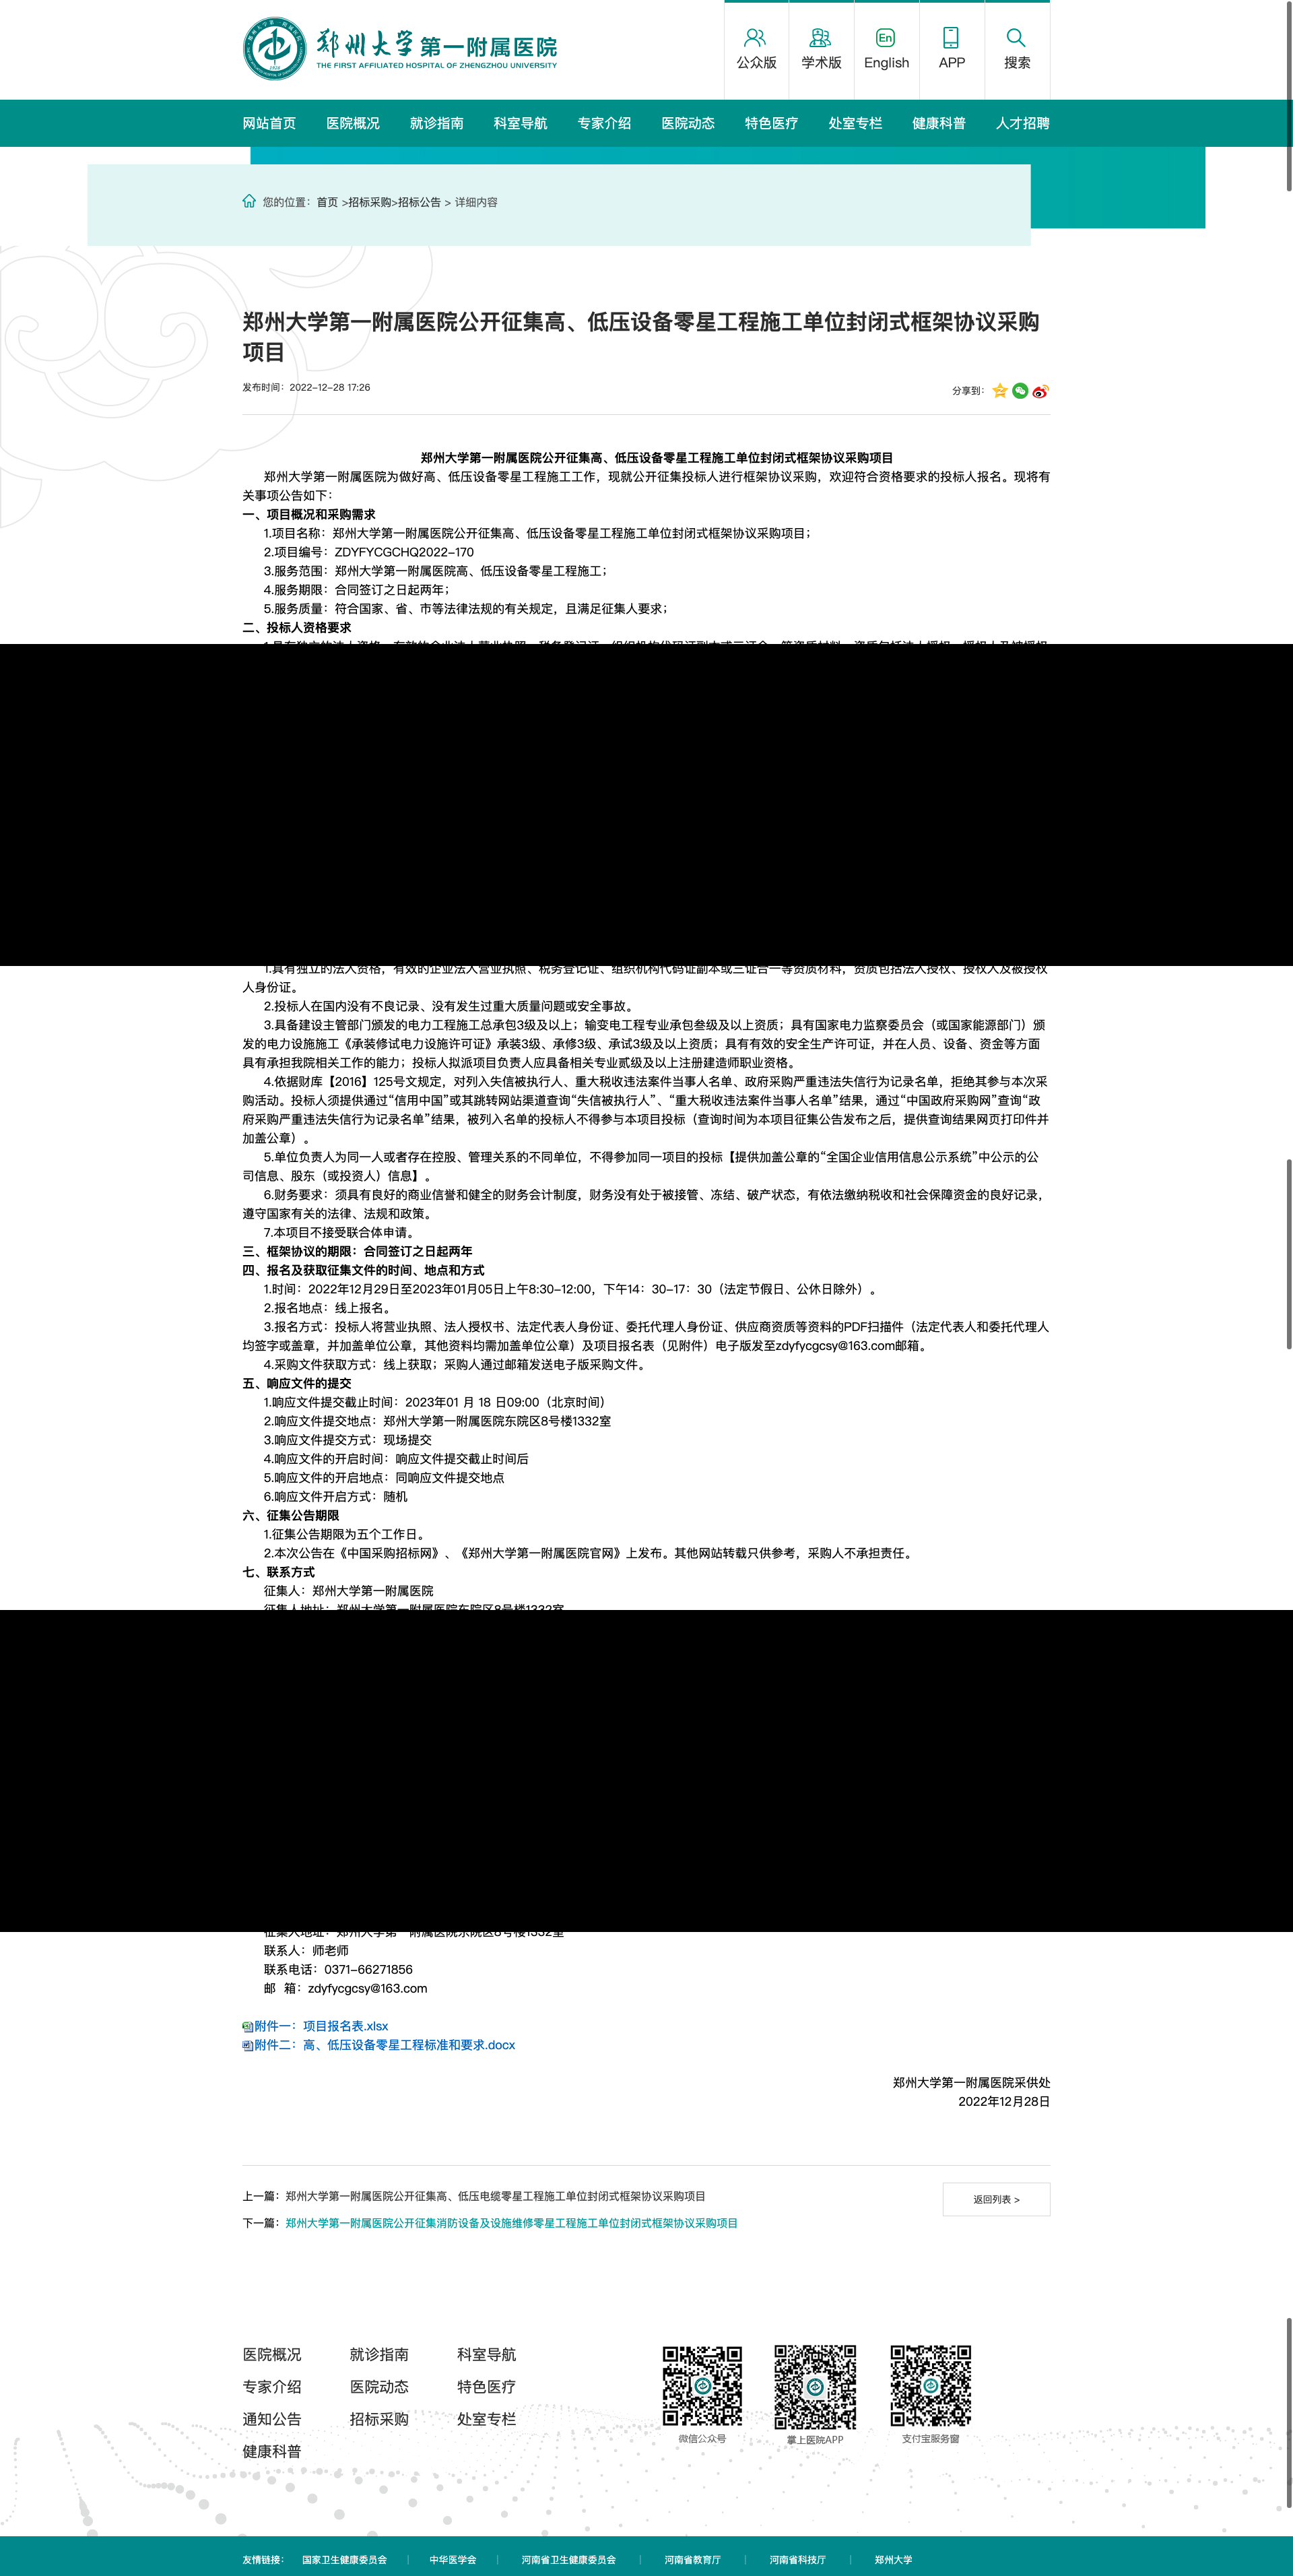 郑州大学 第一附属医院
THE FIRST AFFILIATED HOSPITAL OF ZHENGZHOU UNIVERSITY
公众版
学术版
En
English
APP
搜索
网站首页 医院概况 就诊指南 科室导航 专家介绍 医院动态 特色医疗 处室专栏 健康科普 人才招聘
您的位置：首页 >招标采购>招标公告 > 详细内容
郑州大学第一附属医院公开征集高、低压设备零星工程施工单位封闭式框架协议采购
项目
发布时间：2022-12-28 17:26
分享到：
郑州大学第一附属医院公开征集高、低压设备零星工程施工单位封闭式框架协议采购项目
郑州大学第一附属医院为做好高、低压设备零星工程施工工作，现就公开征集投标人进行框架协议采购，欢迎符合资格要求的投标人报名。现将有
关事项公告如下：
一、项目概况和采购需求
1.项目名称：郑州大学第一附属医院公开征集高、低压设备零星工程施工单位封闭式框架协议采购项目；
2.项目编号：ZDYFYCGCHQ2022-170
3.服务范围：郑州大学第一附属医院高、低压设备零星工程施工；
4.服务期限：合同签订之日起两年；
5.服务质量：符合国家、省、市等法律法规的有关规定，且满足征集人要求；
二、投标人资格要求
1.具有独立的法人资格，有效的企业法人营业执照、税务登记证、组织机构代码证副本或三证合一等资质材料，资质包括法人授权、授权人及被授权
人身份证。
2.投标人在国内没有不良记录、没有发生过重大质量问题或安全事故。
3.具备建设主管部门颁发的电力工程施工总承包3级及以上；输变电工程专业承包叁级及以上资质；具有国家电力监察委员会（或国家能源部门）颁
发的电力设施施工《承装修试电力设施许可证》承装3级、承修3级、承试3级及以上资质；具有有效的安全生产许可证，并在人员、设备、资金等方面
具有承担我院相关工作的能力；投标人拟派项目负责人应具备相关专业贰级及以上注册建造师职业资格。
4.依据财库【2016】125号文规定，对列入失信被执行人、重大税收违法案件当事人名单、政府采购严重违法失信行为记录名单，拒绝其参与本次采
购活动。投标人须提供通过“信用中国”或其跳转网站渠道查询“失信被执行人”、“重大税收违法案件当事人名单”结果，通过“中国政府采购网”查询“政
府采购严重违法失信行为记录名单”结果，被列入名单的投标人不得参与本项目投标（查询时间为本项目征集公告发布之后，提供查询结果网页打印件并
加盖公章）。
5.单位负责人为同一人或者存在控股、管理关系的不同单位，不得参加同一项目的投标【提供加盖公章的“全国企业信用信息公示系统”中公示的公
司信息、股东（或投资人）信息】。
6.财务要求：须具有良好的商业信誉和健全的财务会计制度，财务没有处于被接管、冻结、破产状态，有依法缴纳税收和社会保障资金的良好记录，
遵守国家有关的法律、法规和政策。
7.本项目不接受联合体申请。
三、框架协议的期限：合同签订之日起两年
四、报名及获取征集文件的时间、地点和方式
1.时间：2022年12月29日至2023年01月05日上午8:30-12:00，下午14：30-17：30（法定节假日、公休日除外）。
2.报名地点：线上报名。
3.报名方式：投标人将营业执照、法人授权书、法定代表人身份证、委托代理人身份证、供应商资质等资料的PDF扫描件（法定代表人和委托代理人
均签字或盖章，并加盖单位公章，其他资料均需加盖单位公章）及项目报名表（见附件）电子版发至zdyfycgcsy@163.com邮箱。
4.采购文件获取方式：线上获取；采购人通过邮箱发送电子版采购文件。
五、响应文件的提交
1.响应文件提交截止时间：2023年01 月 18 日09:00（北京时间）
2.响应文件提交地点：郑州大学第一附属医院东院区8号楼1332室
3.响应文件提交方式：现场提交
4.响应文件的开启时间：响应文件提交截止时间后
5.响应文件的开启地点：同响应文件提交地点
6.响应文件开启方式：随机
六、征集公告期限
1.征集公告期限为五个工作日。
2.本次公告在《中国采购招标网》、《郑州大学第一附属医院官网》上发布。其他网站转载只供参考，采购人不承担责任。
七、联系方式
征集人：郑州大学第一附属医院
征集人地址：郑州大学第一附属医院东院区8号楼1332室
联系人：师老师
联系电话：0371-66271856
邮 箱：zdyfycgcsy@163.com
附件一：项目报名表.xlsx
附件二：高、低压设备零星工程标准和要求.docx
郑州大学第一附属医院采供处
2022年12月28日
上一篇：郑州大学第一附属医院公开征集高、低压电缆零星工程施工单位封闭式框架协议采购项目
返回列表 >
下一篇：郑州大学第一附属医院公开征集消防设备及设施维修零星工程施工单位封闭式框架协议采购项目
医院概况 就诊指南 科室导航
专家介绍 医院动态 特色医疗
通知公告 招标采购 处室专栏
健康科普
微信公众号
掌上医院APP
支付宝服务窗
友情链接： 国家卫生健康委员会 | 中华医学会 | 河南省卫生健康委员会 | 河南省教育厅 | 河南省科技厅 | 郑州大学